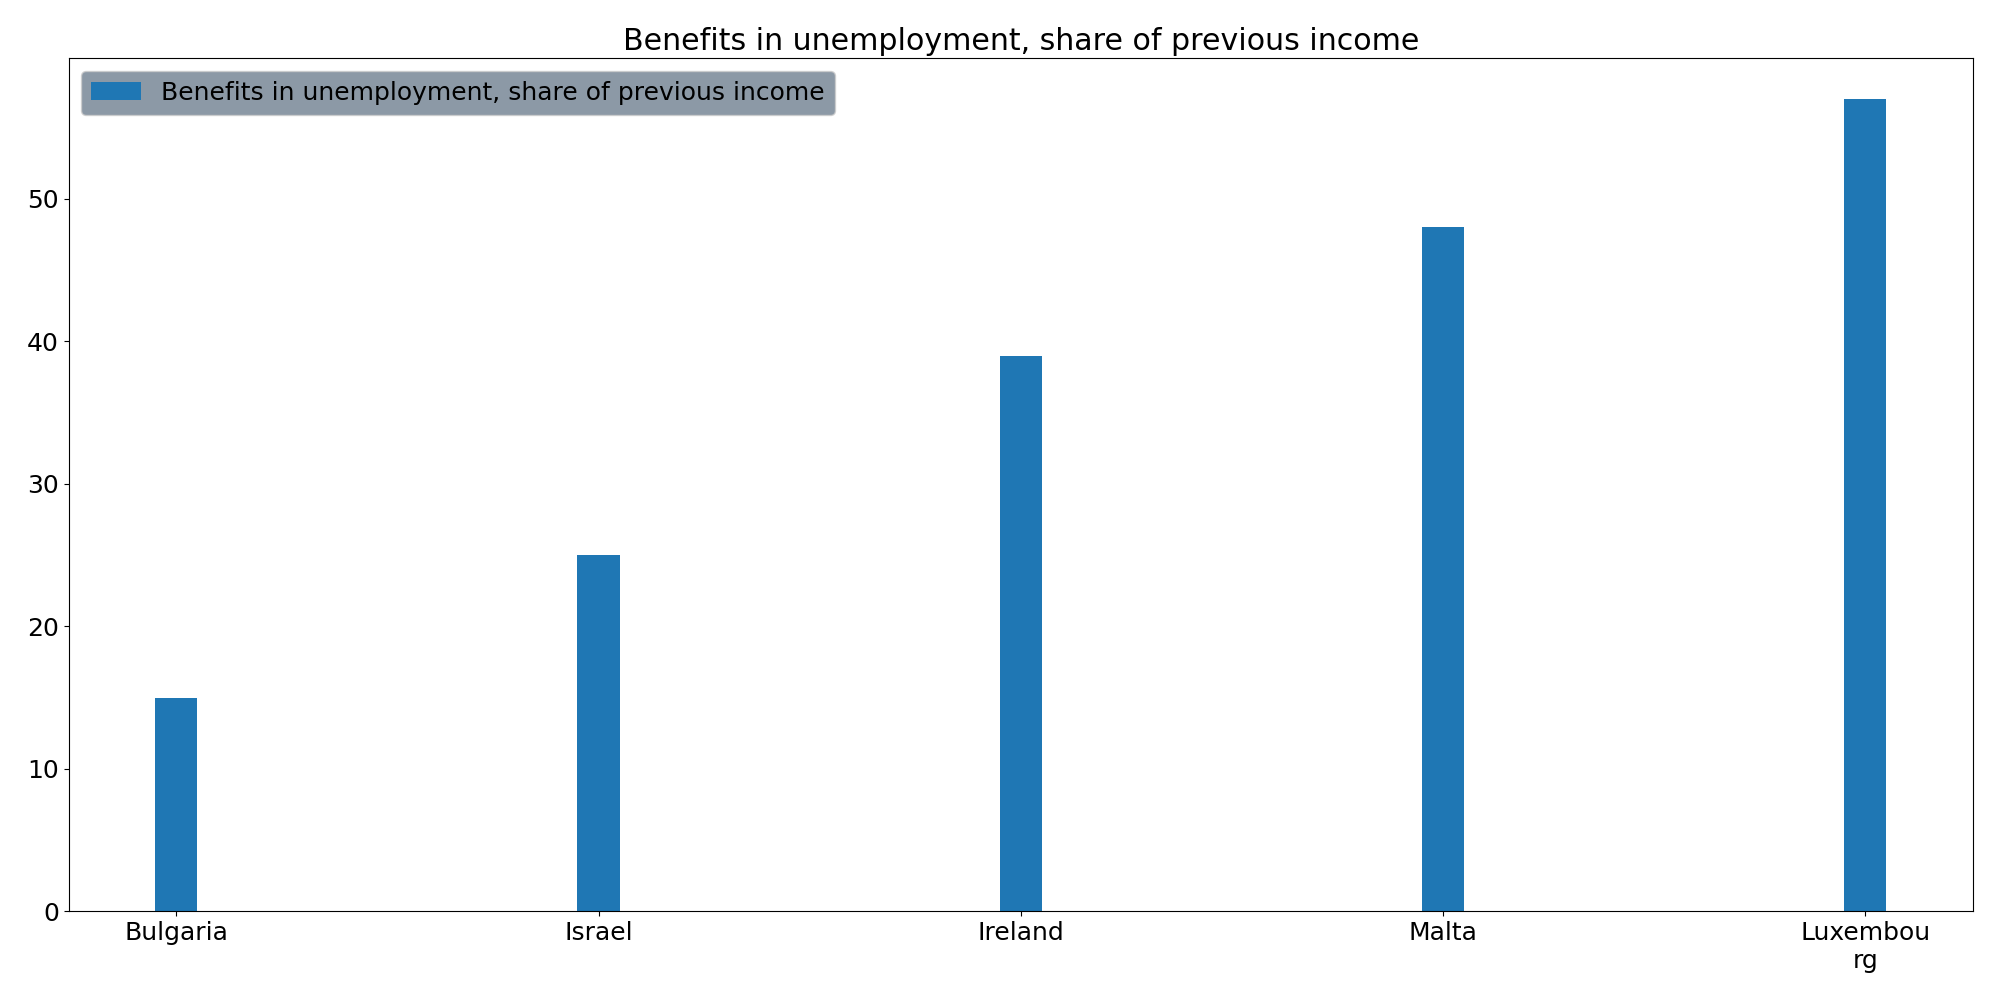 Benefits in unemployment, share of previous income
Benefits in unemployment, share of previous income
50
40
30
20
10
0
Bulgaria
Israel
Ireland
Malta
Luxembou
rg